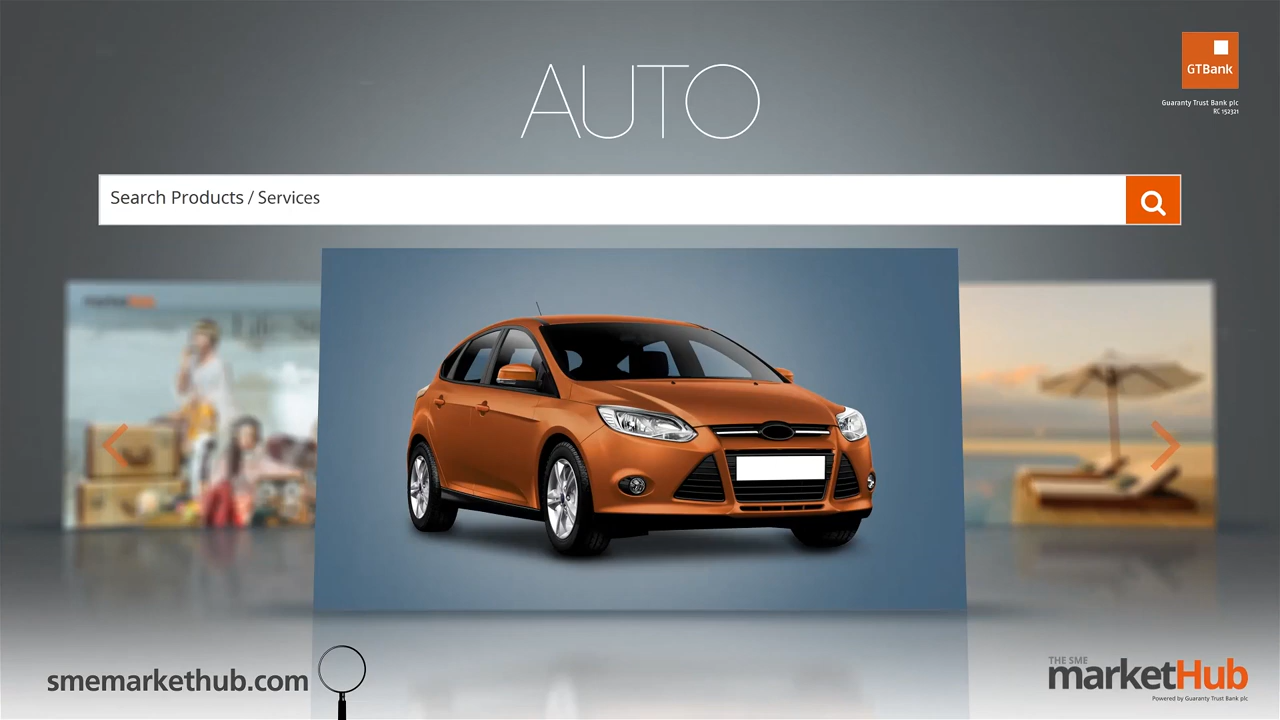 AUTO
GTBank
Guaranty Trust Bank plc
RC 152321
Search Products / Services
marketHub
smemarkethub.com
THE SME
marketHub
Powered by Guaranty Trust Bank plc